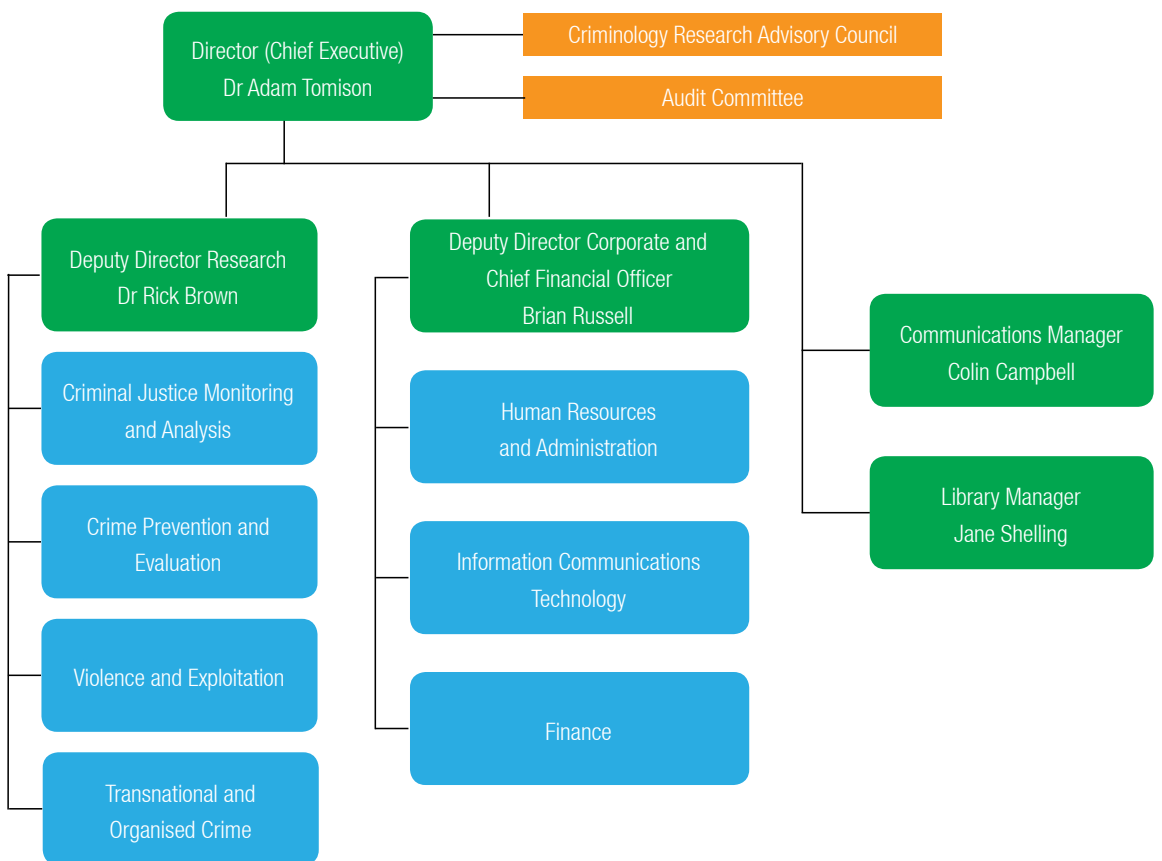 Director (Chief Executive)
Dr Adam Tomison
Criminology Research Advisory Council
Audit Committee
Deputy Director Research
Dr Rick Brown
Criminal Justice Monitoring
and Analysis
Crime Prevention and
Evaluation
Violence and Exploitation
Transnational and
Organised Crime
Deputy Director Corporate and
Chief Financial Officer
Brian Russell
Human Resources
and Administration
Information Communications
Technology
Finance
Communications Manager
Colin Campbell
Library Manager
Jane Shelling